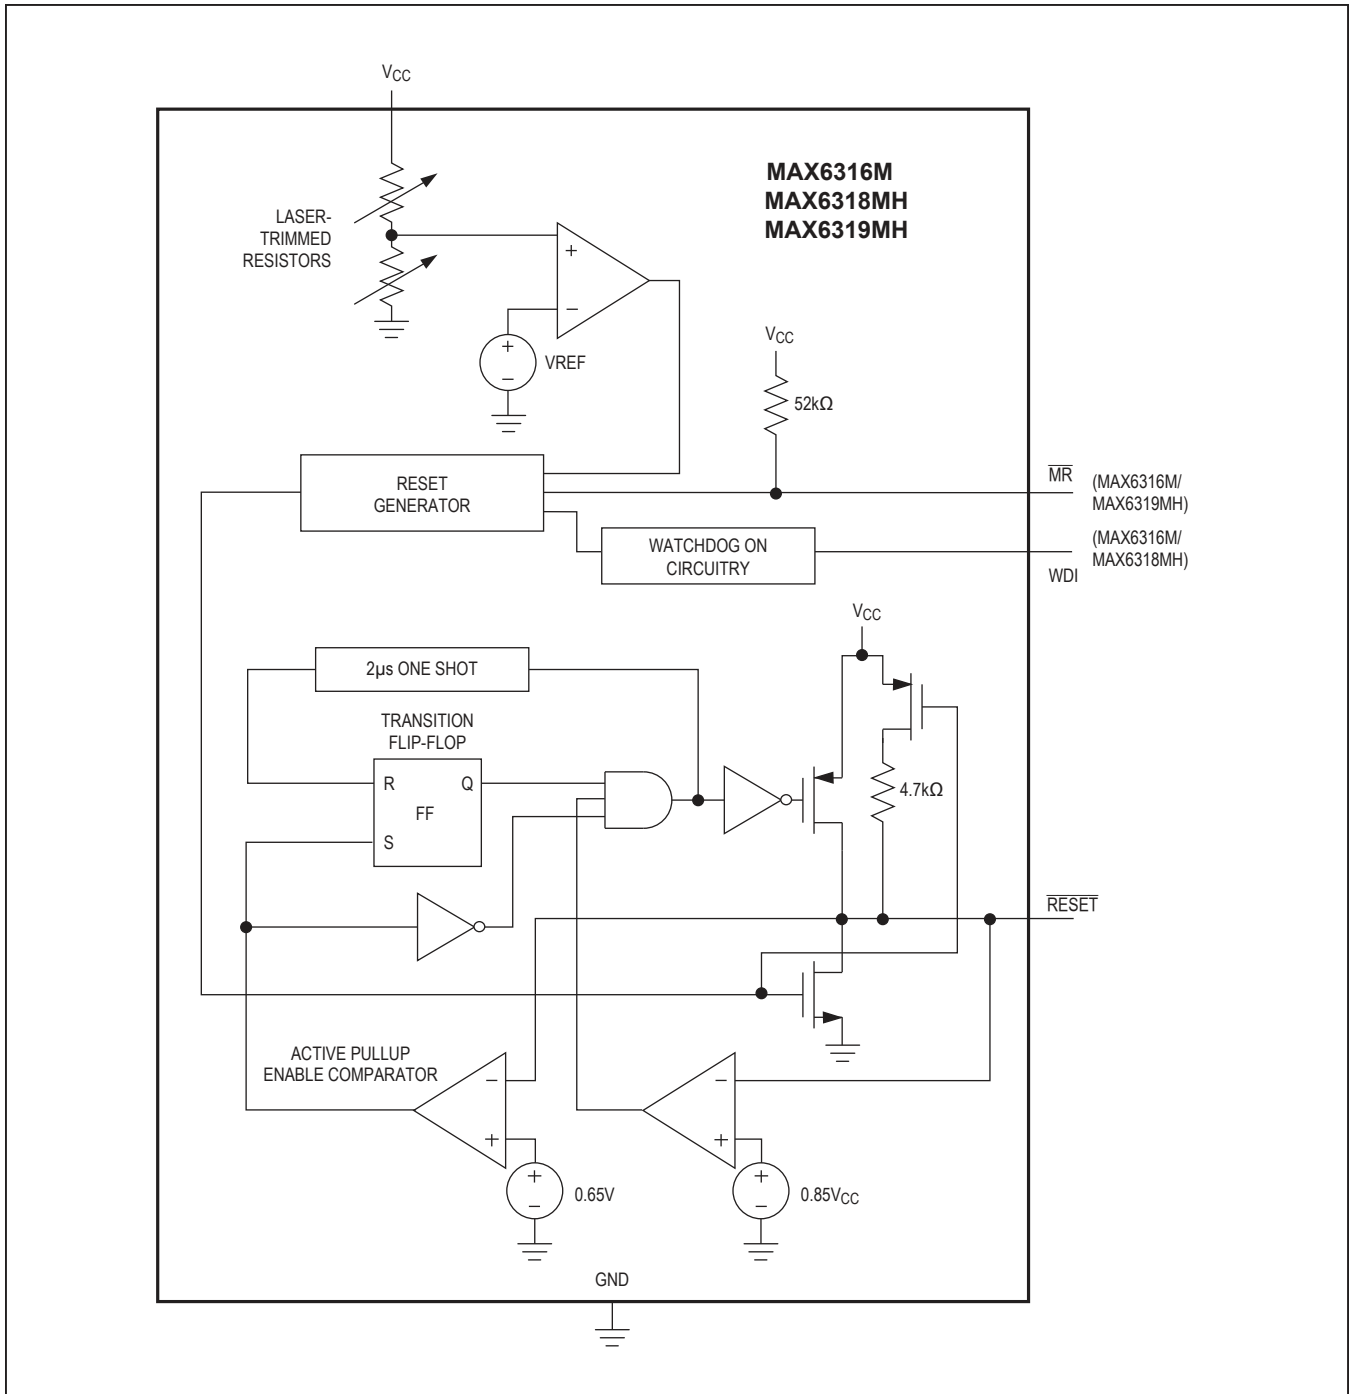 VCC
MAX6316M
MAX6318MH
MAX6319MH
LASER-
TRIMMED
RESISTORS
+
−
+
−
VREF
VCC
52kΩ
RESET
GENERATOR
MR
(MAX6316M/
MAX6319MH)
WATCHDOG ON
CIRCUITRY
(MAX6316M/
MAX6318MH)
WDI
VCC
2µs ONE SHOT
TRANSITION
FLIP-FLOP
R
Q
FF
S
4.7kΩ
RESET
ACTIVE PULLUP
ENABLE COMPARATOR
−
+
+
−
0.65V
−
+
+
−
0.85VCC
GND